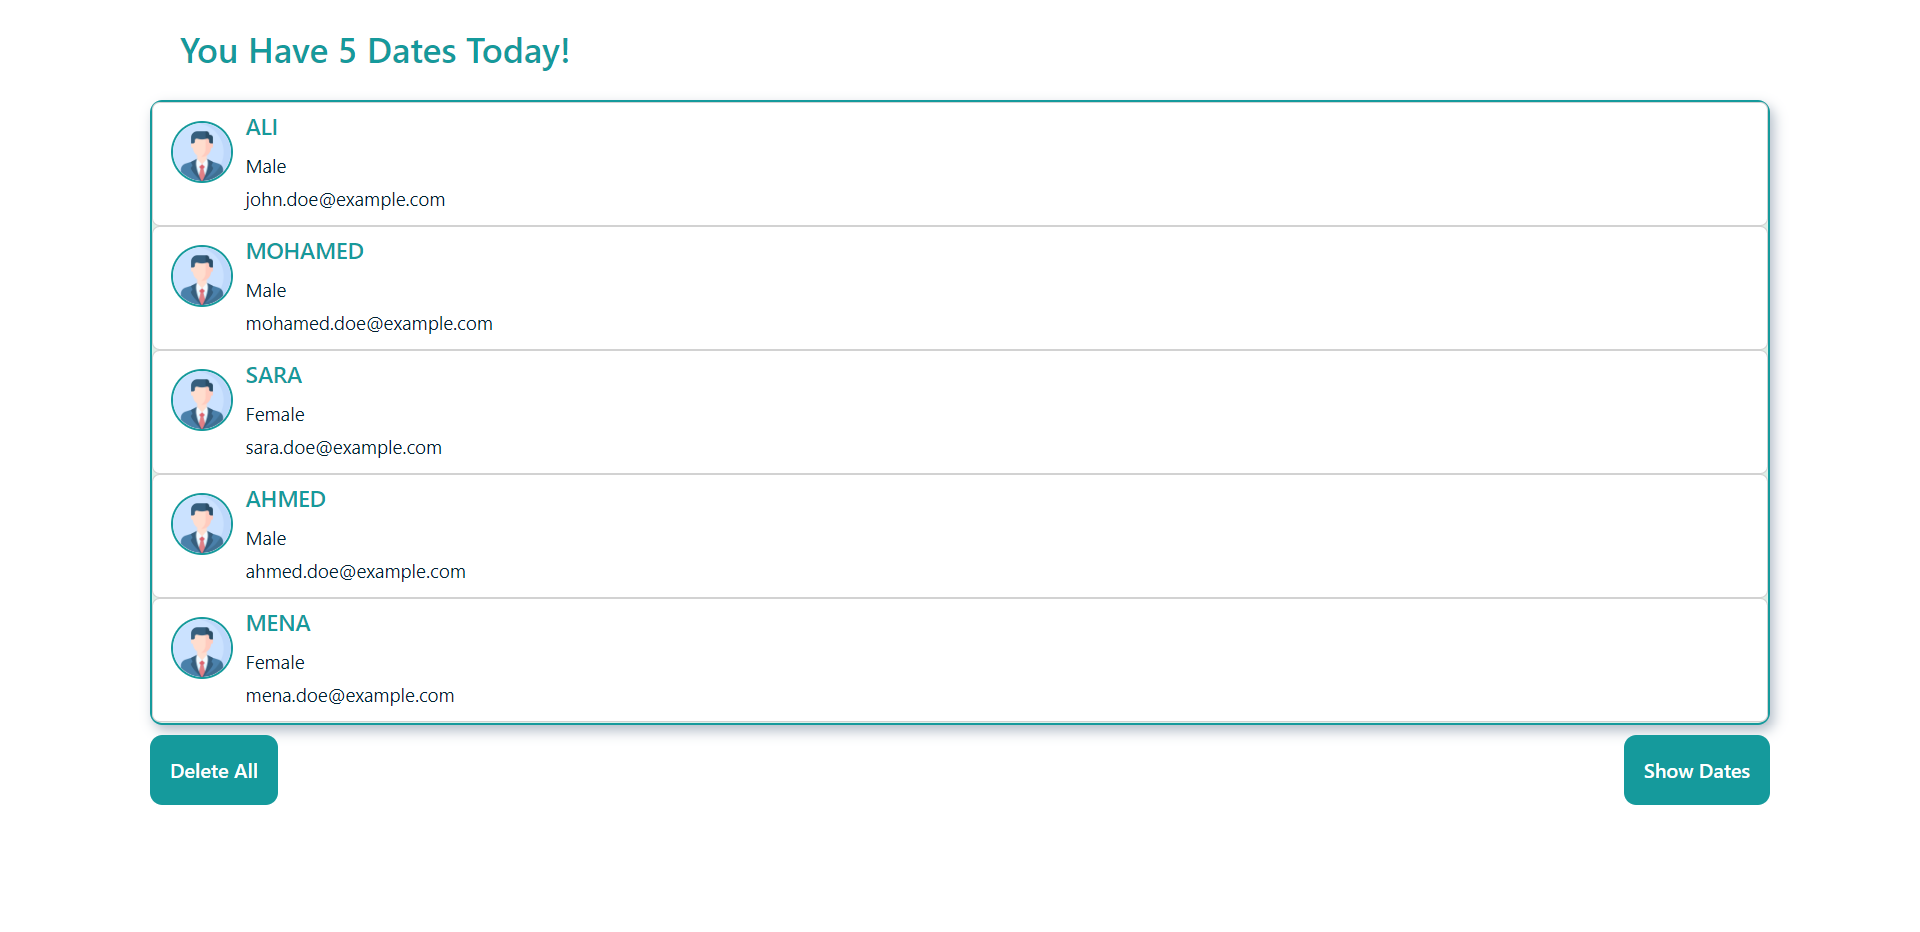 You Have 5 Dates Today!
ALI
Male
john.doe@example.com
MOHAMED
Male
mohamed.doe@example.com
SARA
Female
sara.doe@example.com
AHMED
Male
ahmed.doe@example.com
MENA
Female
mena.doe@example.com
Delete All
Show Dates